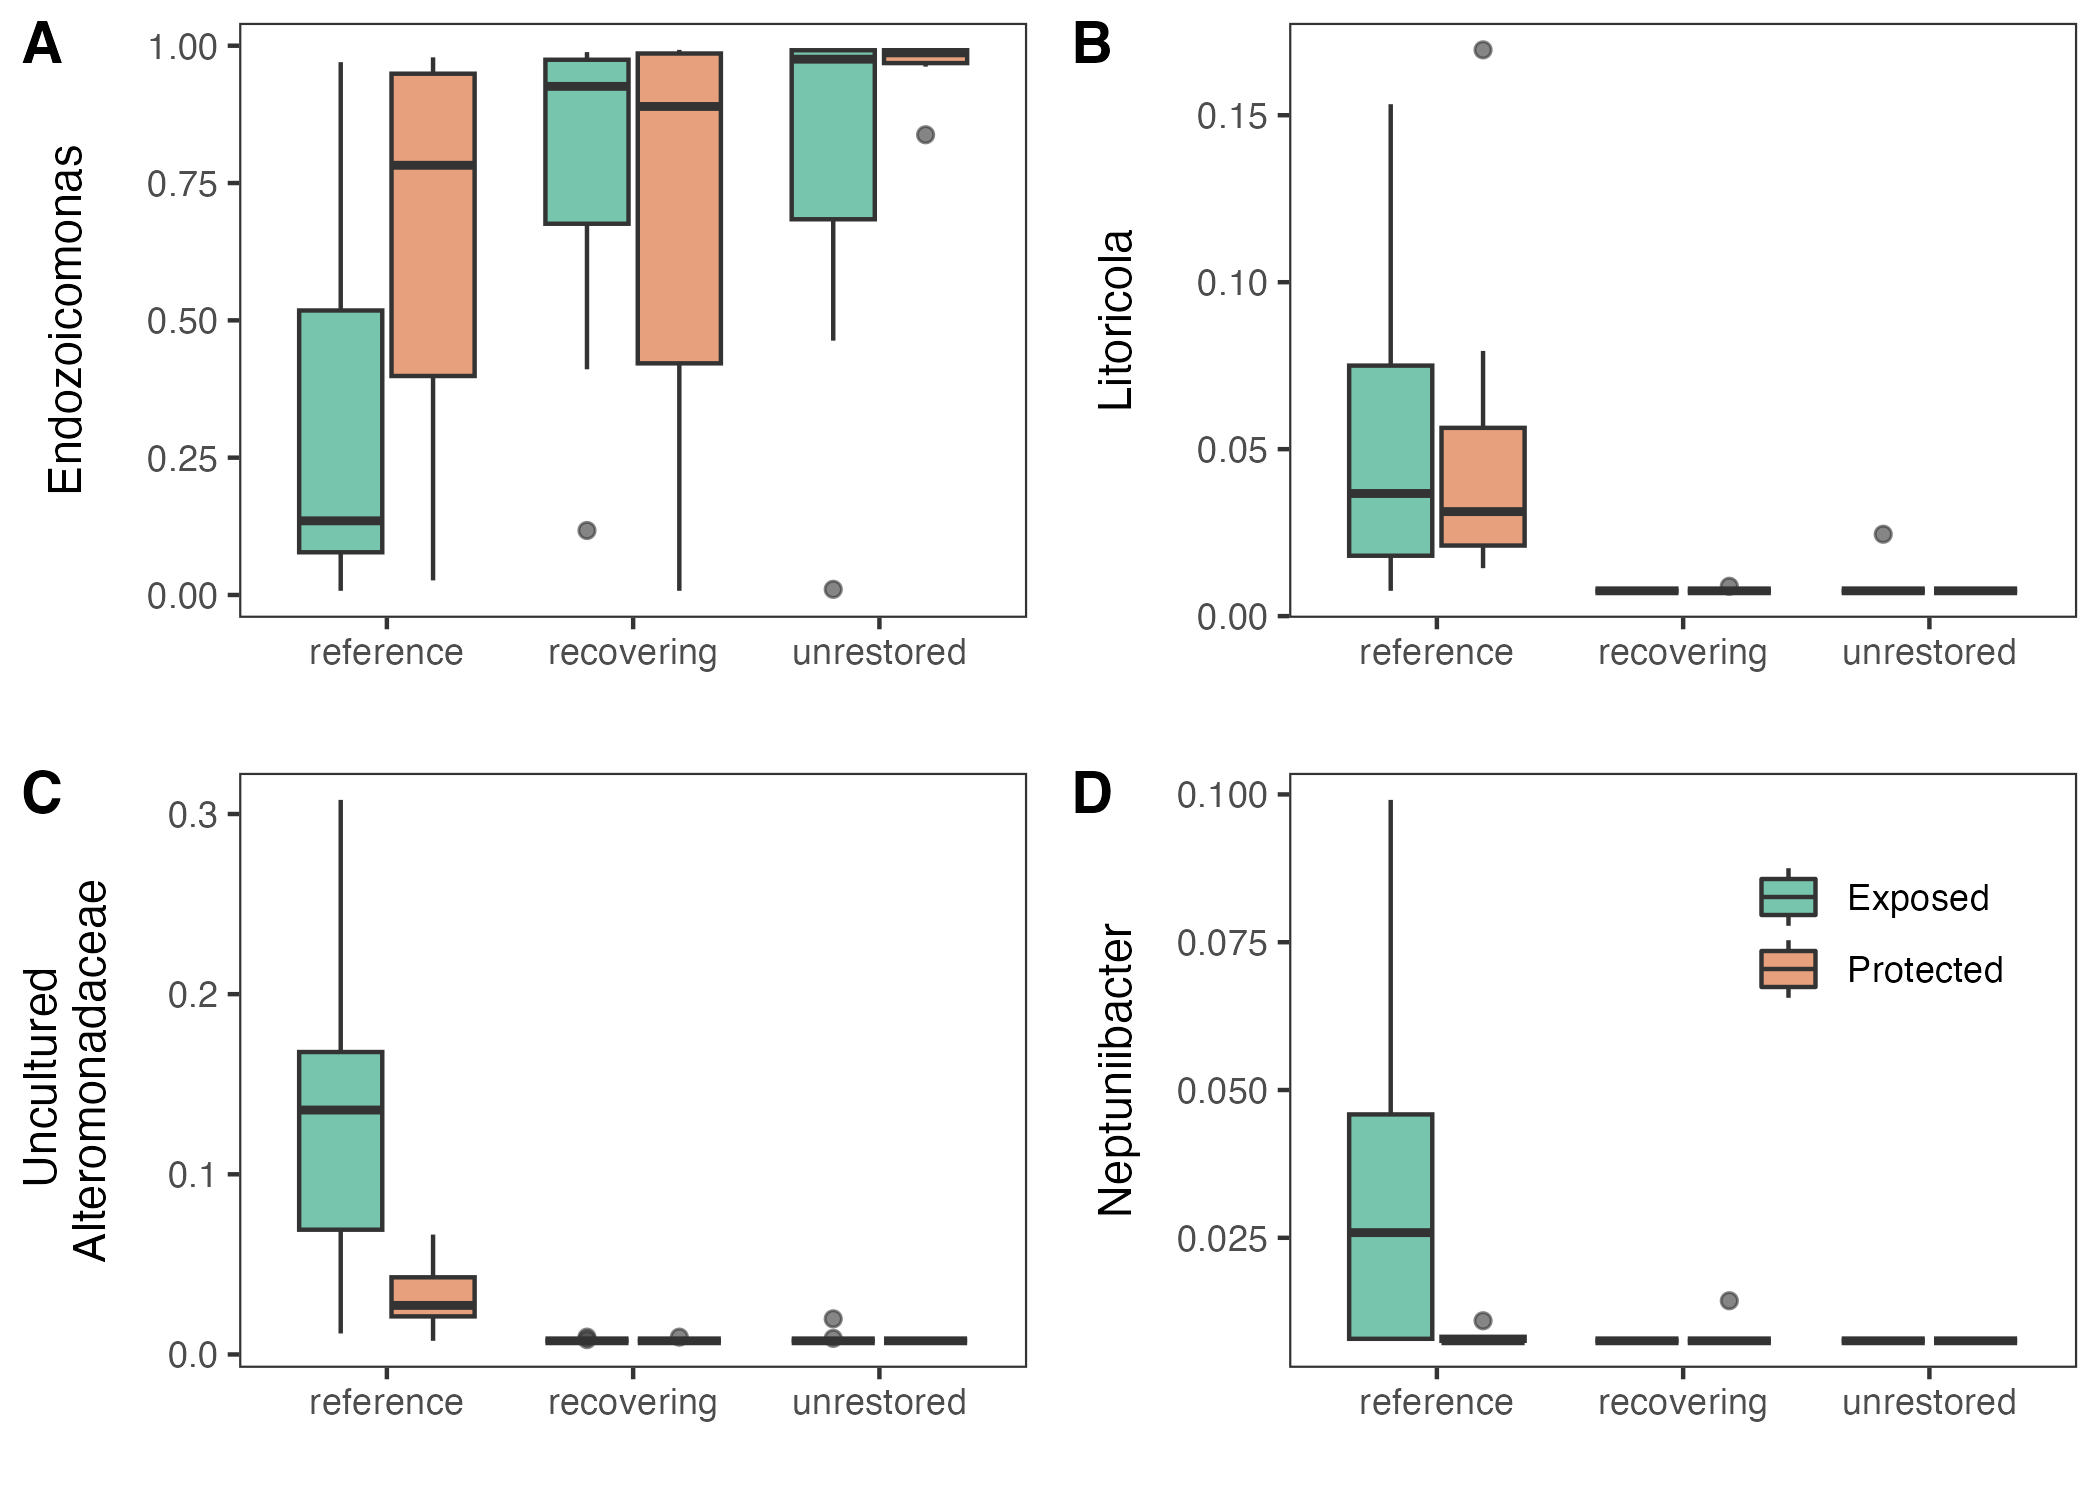 A
1.00
0.75
0.50
0.25
0.00
Endozoicomonas
reference recovering unrestored
B
0.15
0.10
0.05
0.00
Litoricola
reference recovering unrestored
C
0.3
0.2
0.1
0.0
Uncultured
Alteromonadaceae
reference recovering unrestored
D
0.100
0.075
0.050
0.025
Neptuniibacter
Exposed
Protected
reference recovering unrestored